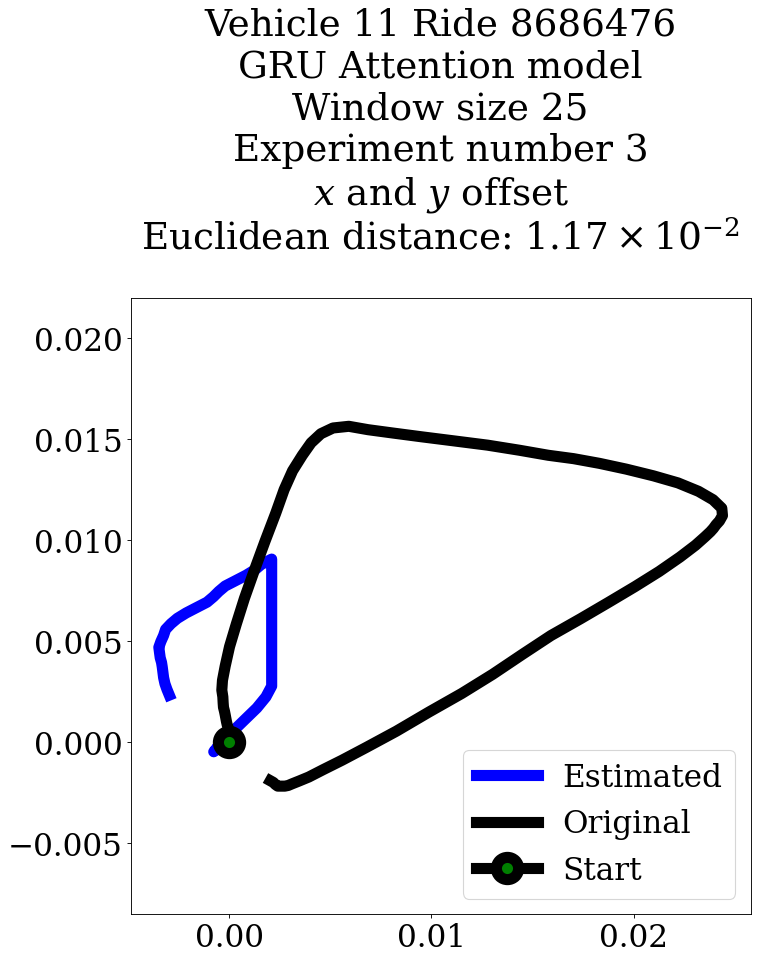 Vehicle 11 Ride 8686476
GRU Attention model
Window size 25
Experiment number 3
x and y offset
Euclidean distance: 1.17 × 10⁻²
0.020
0.015
0.010
0.005
0.000
−0.005
Estimated
Original
Start
0.00 0.01 0.02